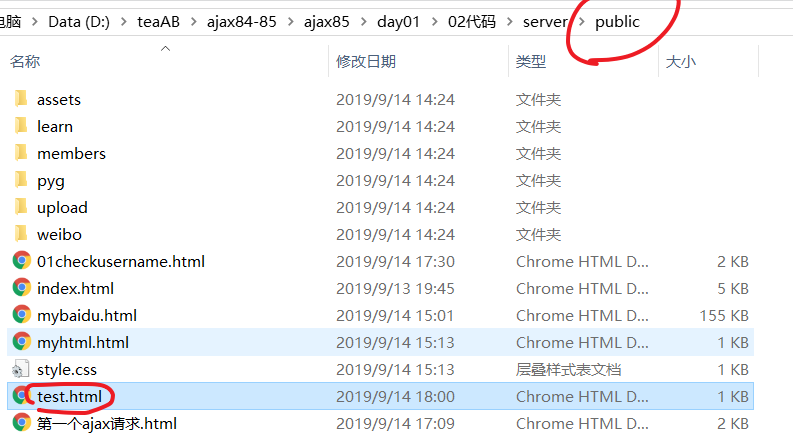 电脑 > Data (D:) > teaAB > ajax84-85 > ajax85 > day01 > 02代码 > server > public
名称 修改日期 类型 大小
assets 2019/9/14 14:24 文件夹
learn 2019/9/14 14:24 文件夹
members 2019/9/14 14:24 文件夹
pyg 2019/9/14 14:24 文件夹
upload 2019/9/14 14:24 文件夹
weibo 2019/9/14 14:24 文件夹
01checkusername.html 2019/9/14 17:30 Chrome HTML D... 2 KB
index.html 2019/9/13 19:45 Chrome HTML D... 5 KB
mybaidu.html 2019/9/14 15:01 Chrome HTML D... 155 KB
myhtml.html 2019/9/14 15:13 Chrome HTML D... 1 KB
style.css 2019/9/14 15:13 层叠样式表文档 1 KB
test.html 2019/9/14 18:00 Chrome HTML D... 1 KB
第一个ajax请求.html 2019/9/14 17:09 Chrome HTML D... 2 KB